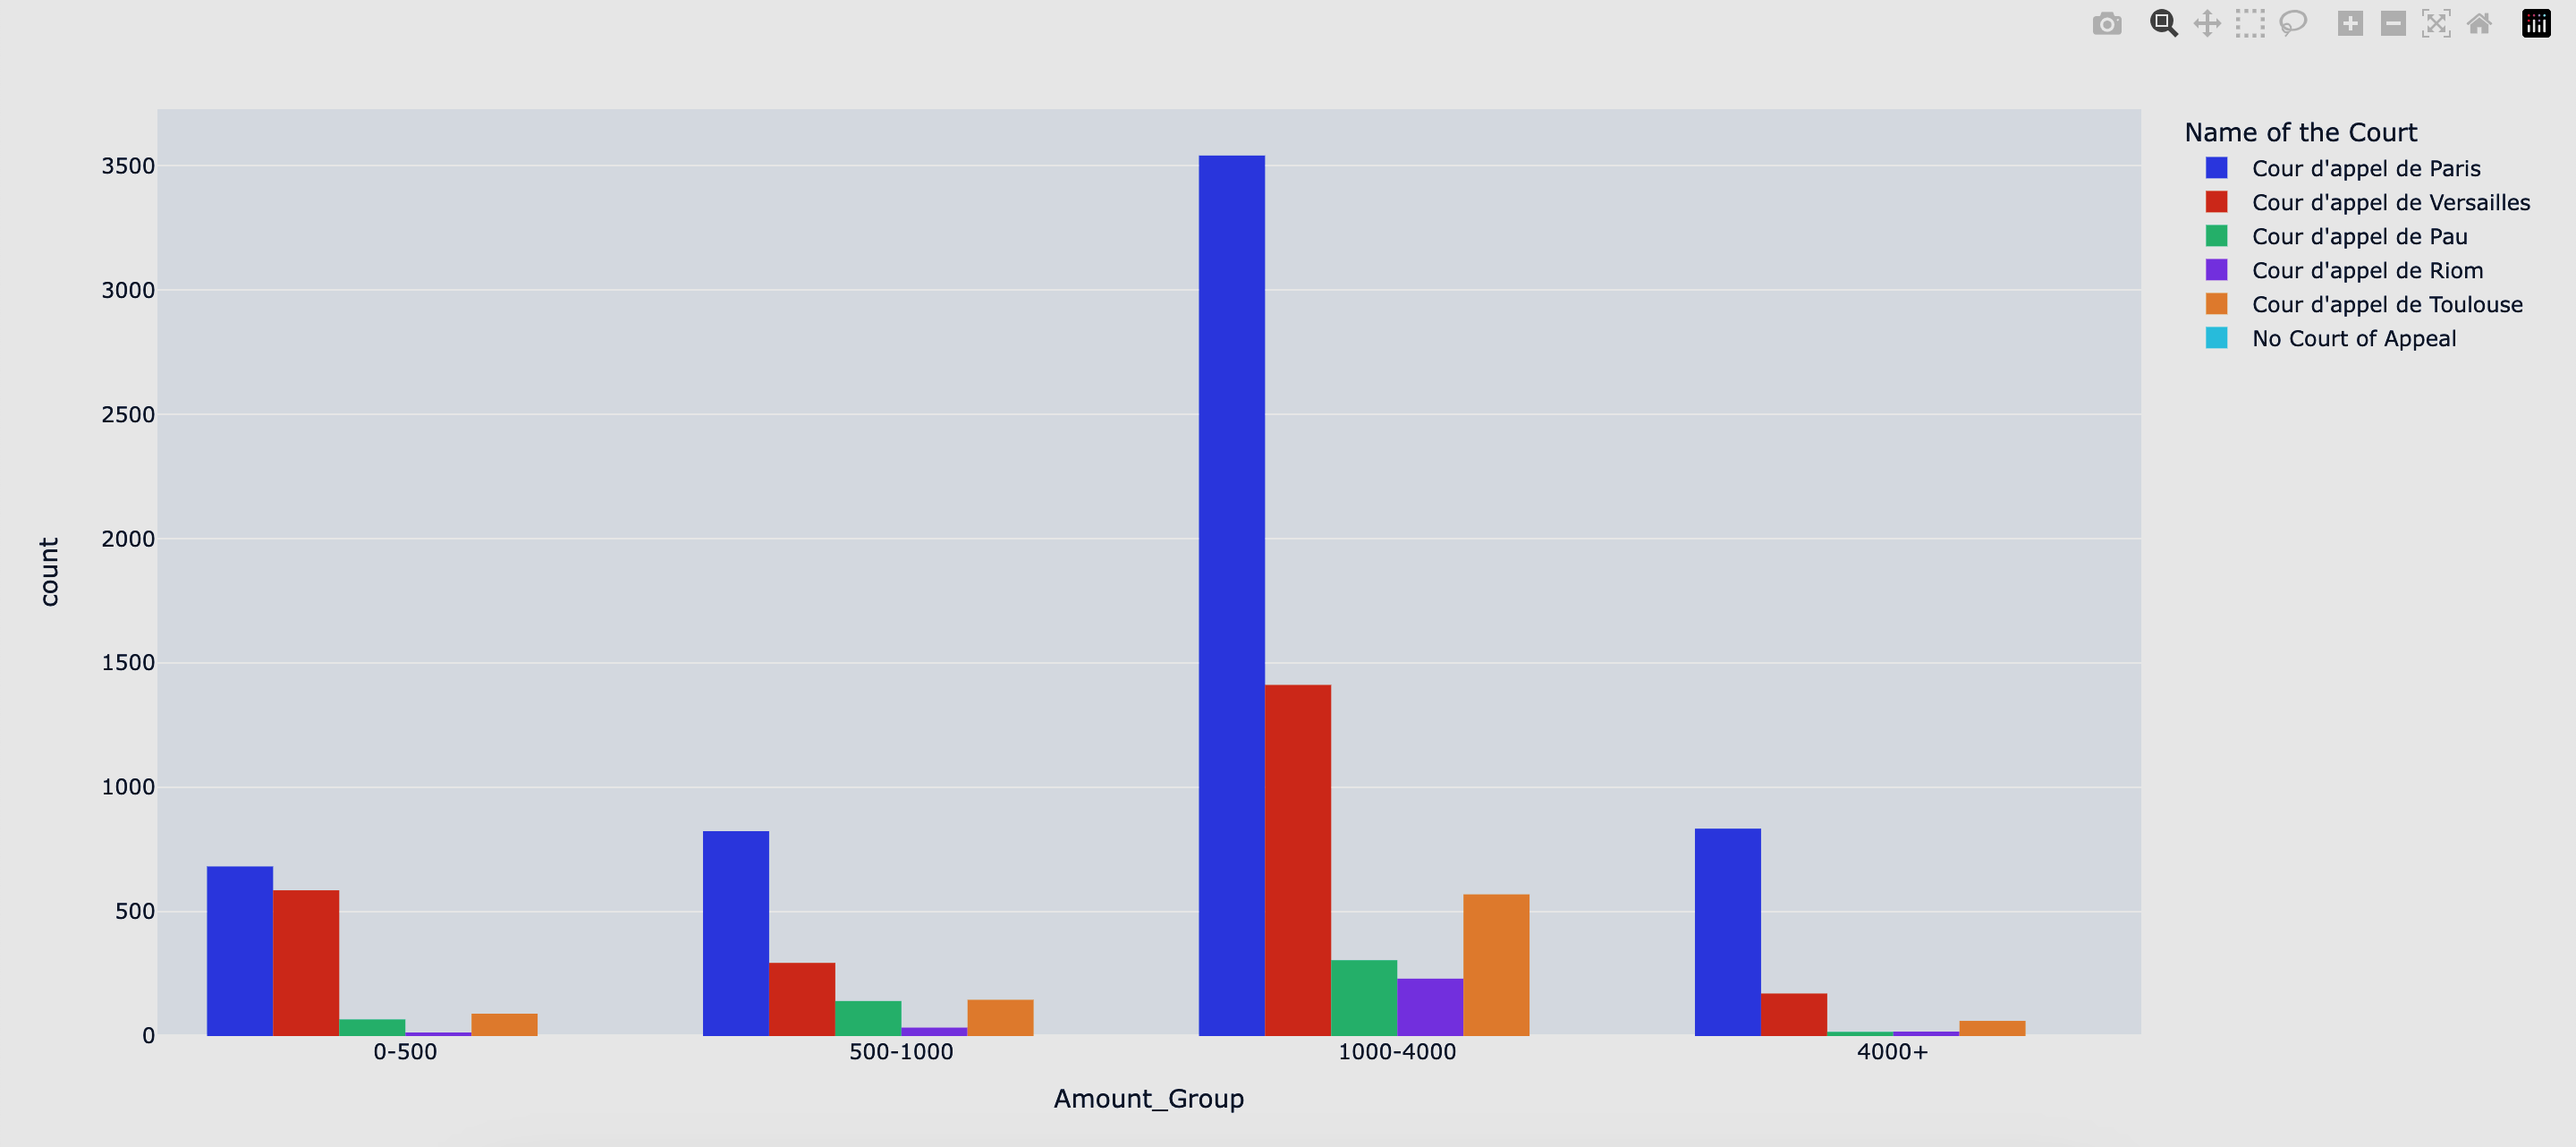 3500
3000
2500
2000
1500
1000
500
0
count
0-500
500-1000
1000-4000
4000+
Amount_Group
Name of the Court
Cour d'appel de Paris
Cour d'appel de Versailles
Cour d'appel de Pau
Cour d'appel de Riom
Cour d'appel de Toulouse
No Court of Appeal